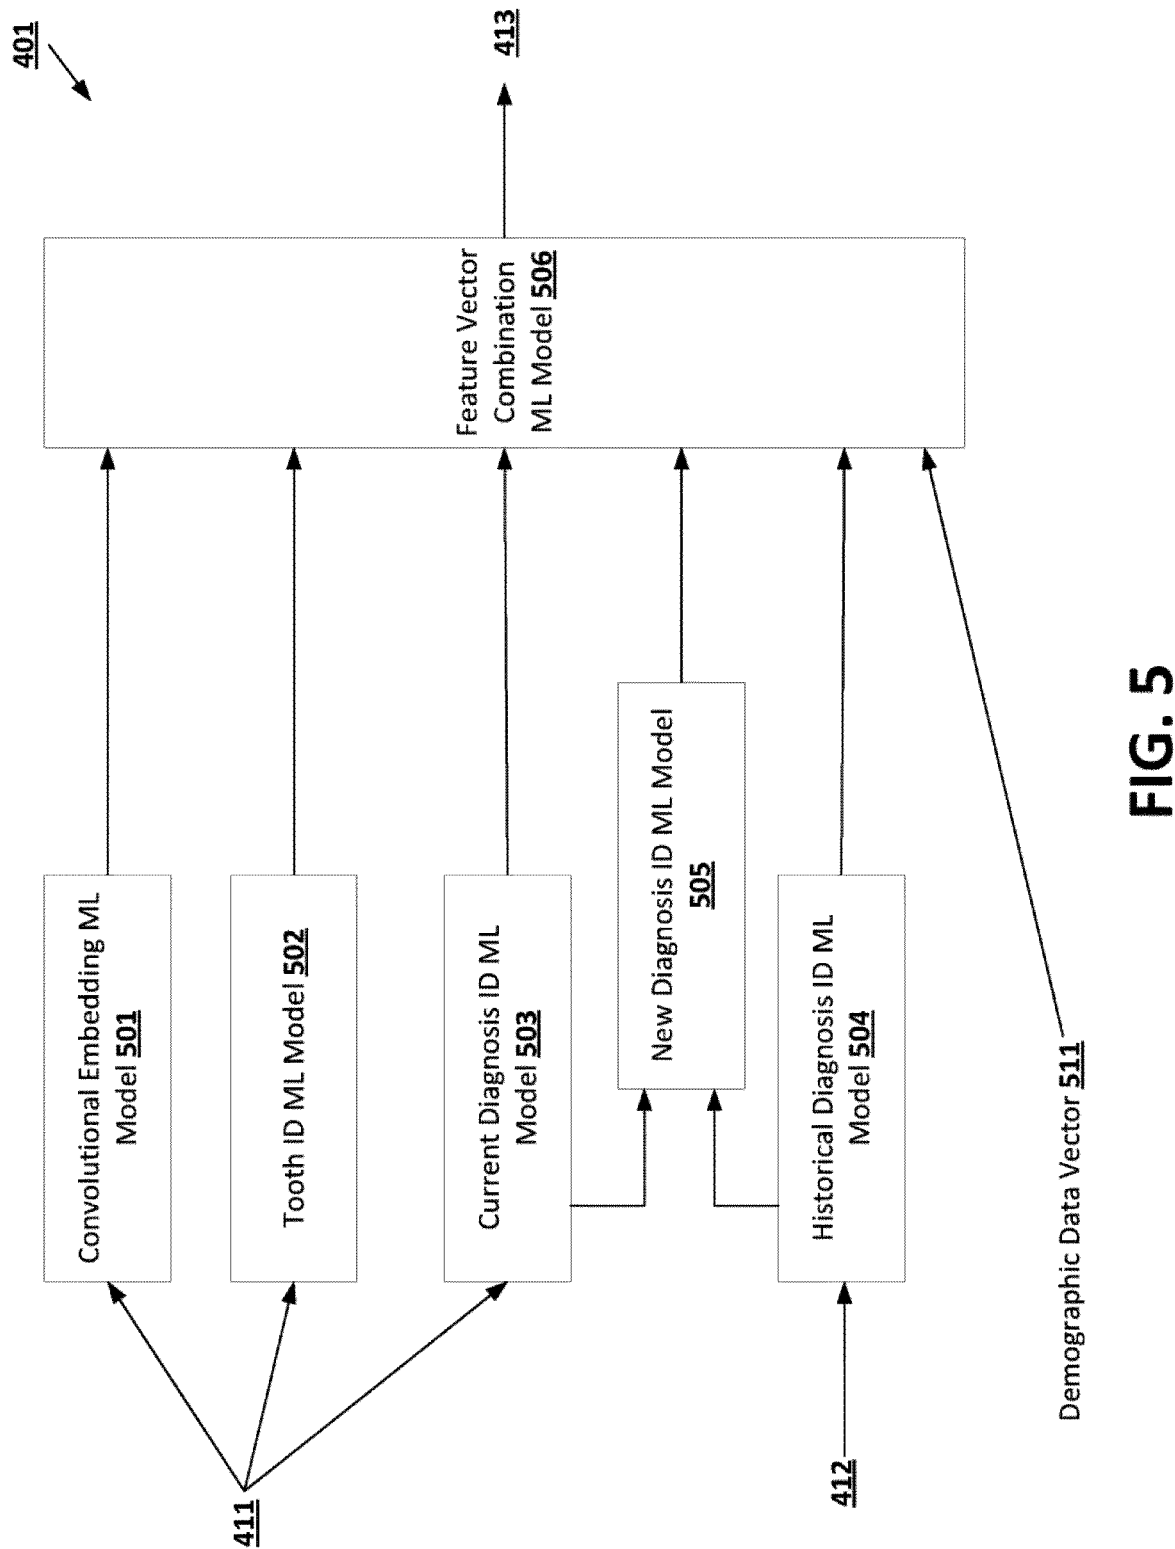 401
Convolutional Embedding ML
Model 501
Tooth ID ML Model 502
Current Diagnosis ID ML
Model 503
New Diagnosis ID ML Model
505
Historical Diagnosis ID ML
Model 504
Feature Vector
Combination
ML Model 506
413
411
412
Demographic Data Vector 511
FIG. 5